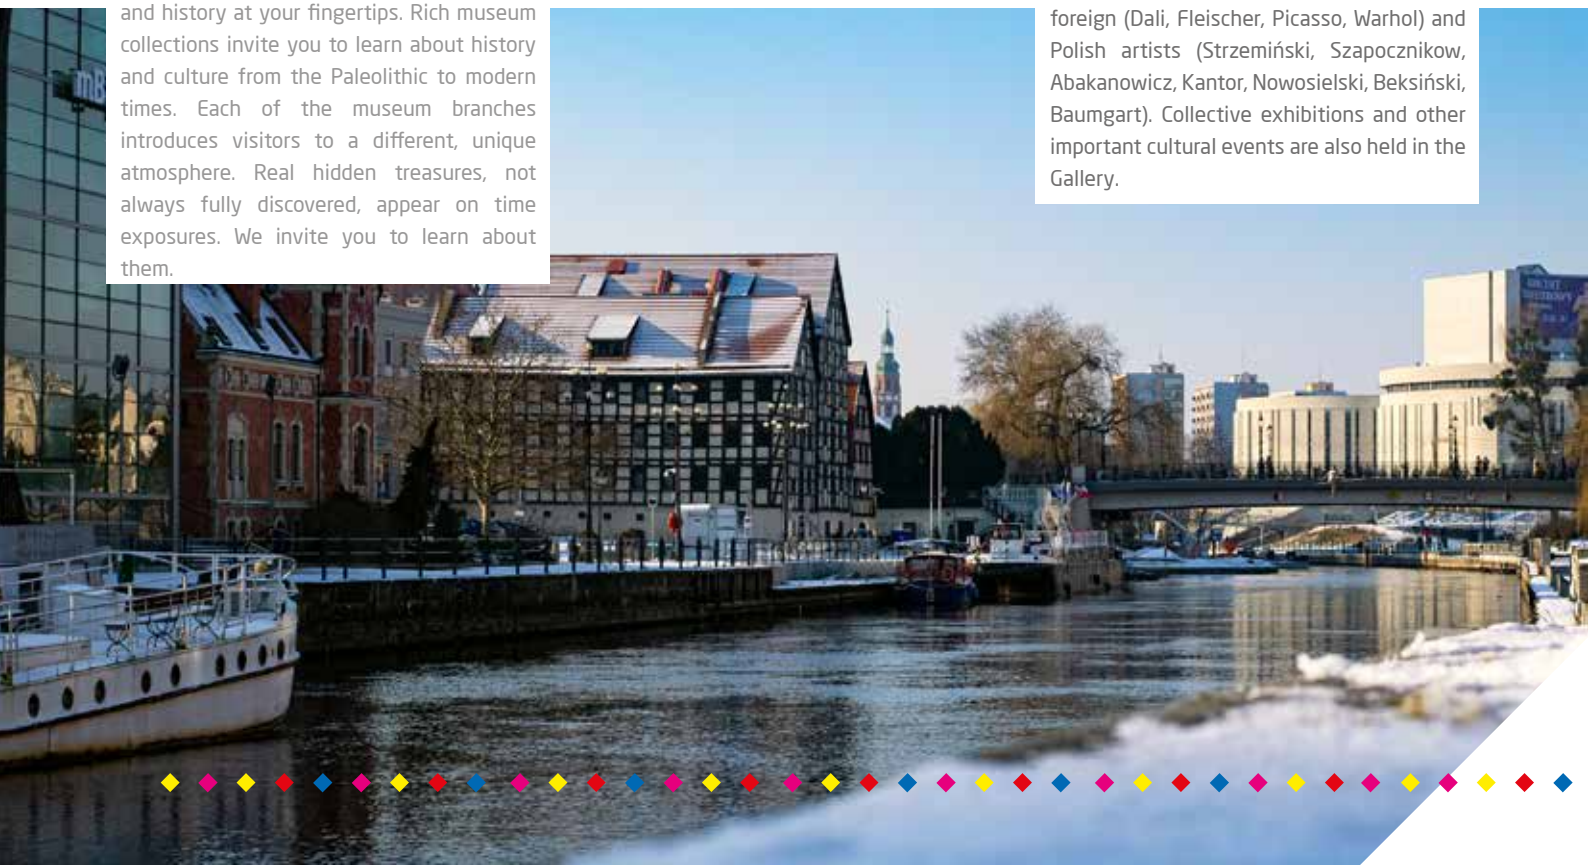 and history at your fingertips. Rich museum
collections invite you to learn about history
and culture from the Paleolithic to modern
times. Each of the museum branches
introduces visitors to a different, unique
atmosphere. Real hidden treasures, not
always fully discovered, appear on time
exposures. We invite you to learn about
them.
foreign (Dali, Fleischer, Picasso, Warhol) and
Polish artists (Strzemiński, Szapocznikow,
Abakanowicz, Kantor, Nowosielski, Beksiński,
Baumgart). Collective exhibitions and other
important cultural events are also held in the
Gallery.
mB